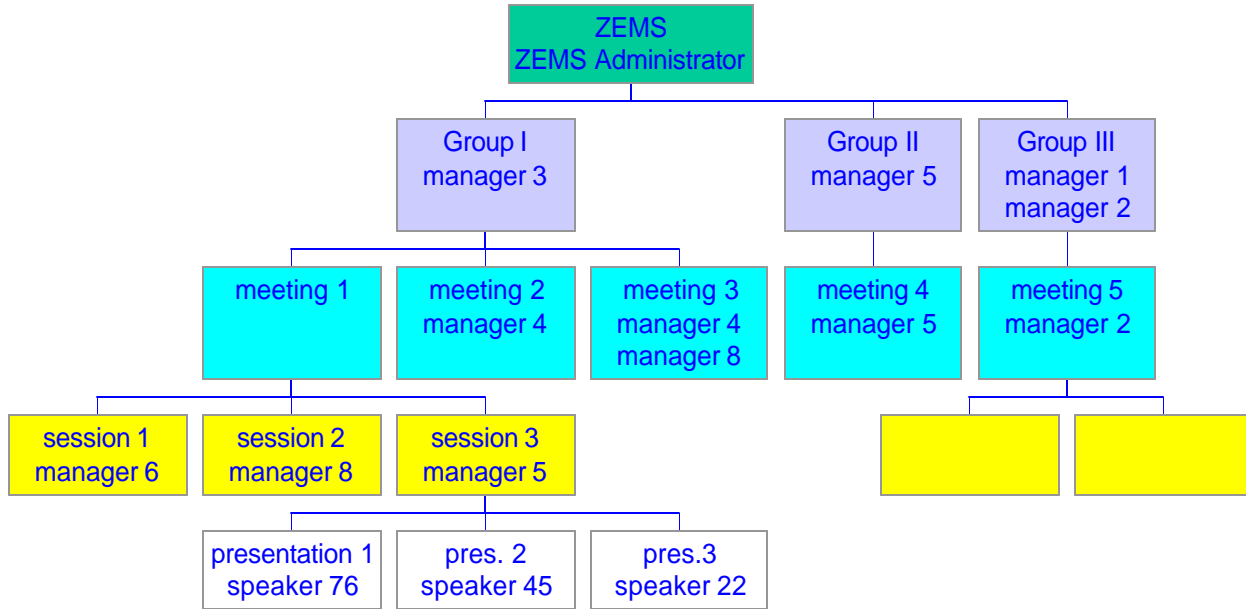 ZEMS
ZEMS Administrator
Group I
manager 3
Group II
manager 5
Group III
manager 1
manager 2
meeting 1
meeting 2
manager 4
meeting 3
manager 4
manager 8
meeting 4
manager 5
meeting 5
manager 2
session 1
manager 6
session 2
manager 8
session 3
manager 5
presentation 1
speaker 76
pres. 2
speaker 45
pres.3
speaker 22